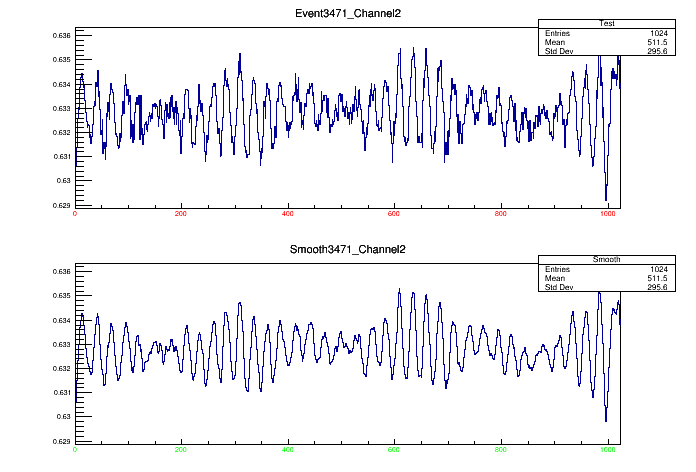 Event3471_Channel2
Test
Entries 1024
Mean 511.5
Std Dev 295.6
0.636
0.635
0.634
0.633
0.632
0.631
0.63
0.629
0 200 400 600 800 1000
Smooth3471_Channel2
Smooth
Entries 1024
Mean 511.5
Std Dev 295.6
0.636
0.635
0.634
0.633
0.632
0.631
0.63
0.629
0 200 400 600 800 1000